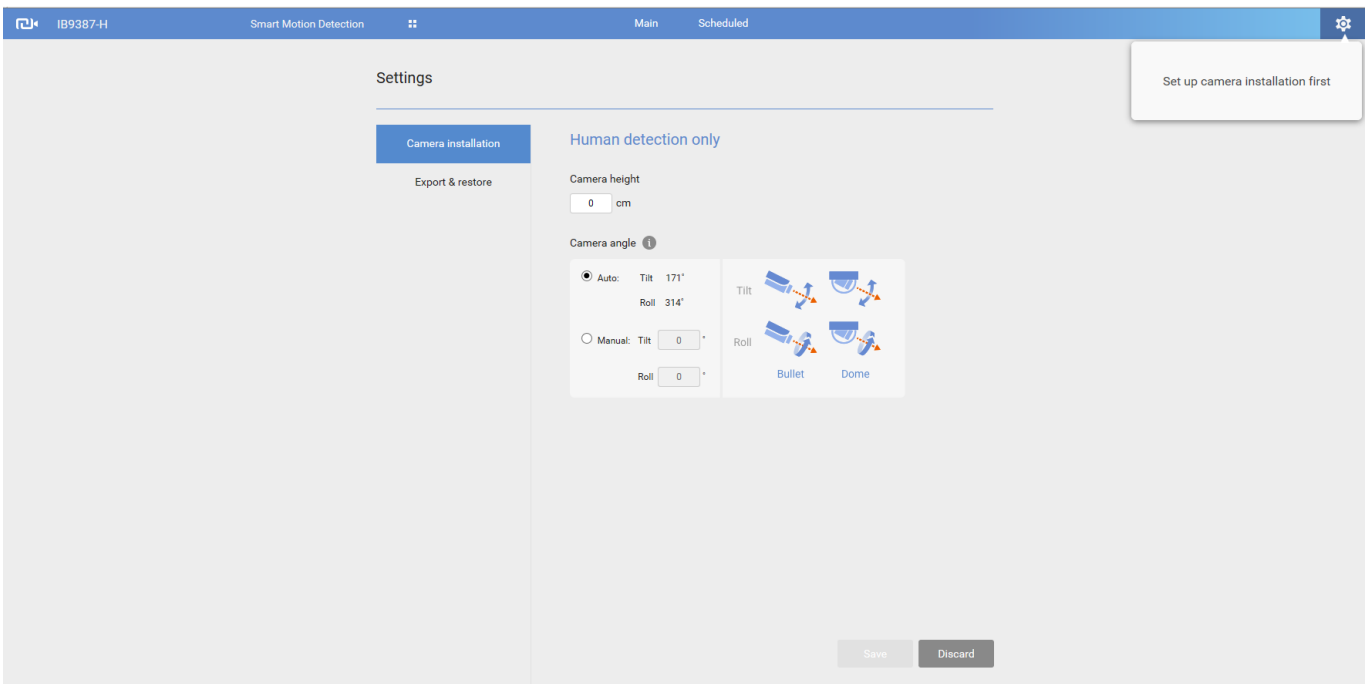 IB9387-H Smart Motion Detection Main Scheduled
Set up camera installation first
Settings
Camera installation
Export & restore
Human detection only
Camera height
0 cm
Camera angle i
Auto: Tilt 171°
Roll 314°
Manual: Tilt 0 °
Roll 0 °
Tilt
Roll
Bullet Dome
Save Discard